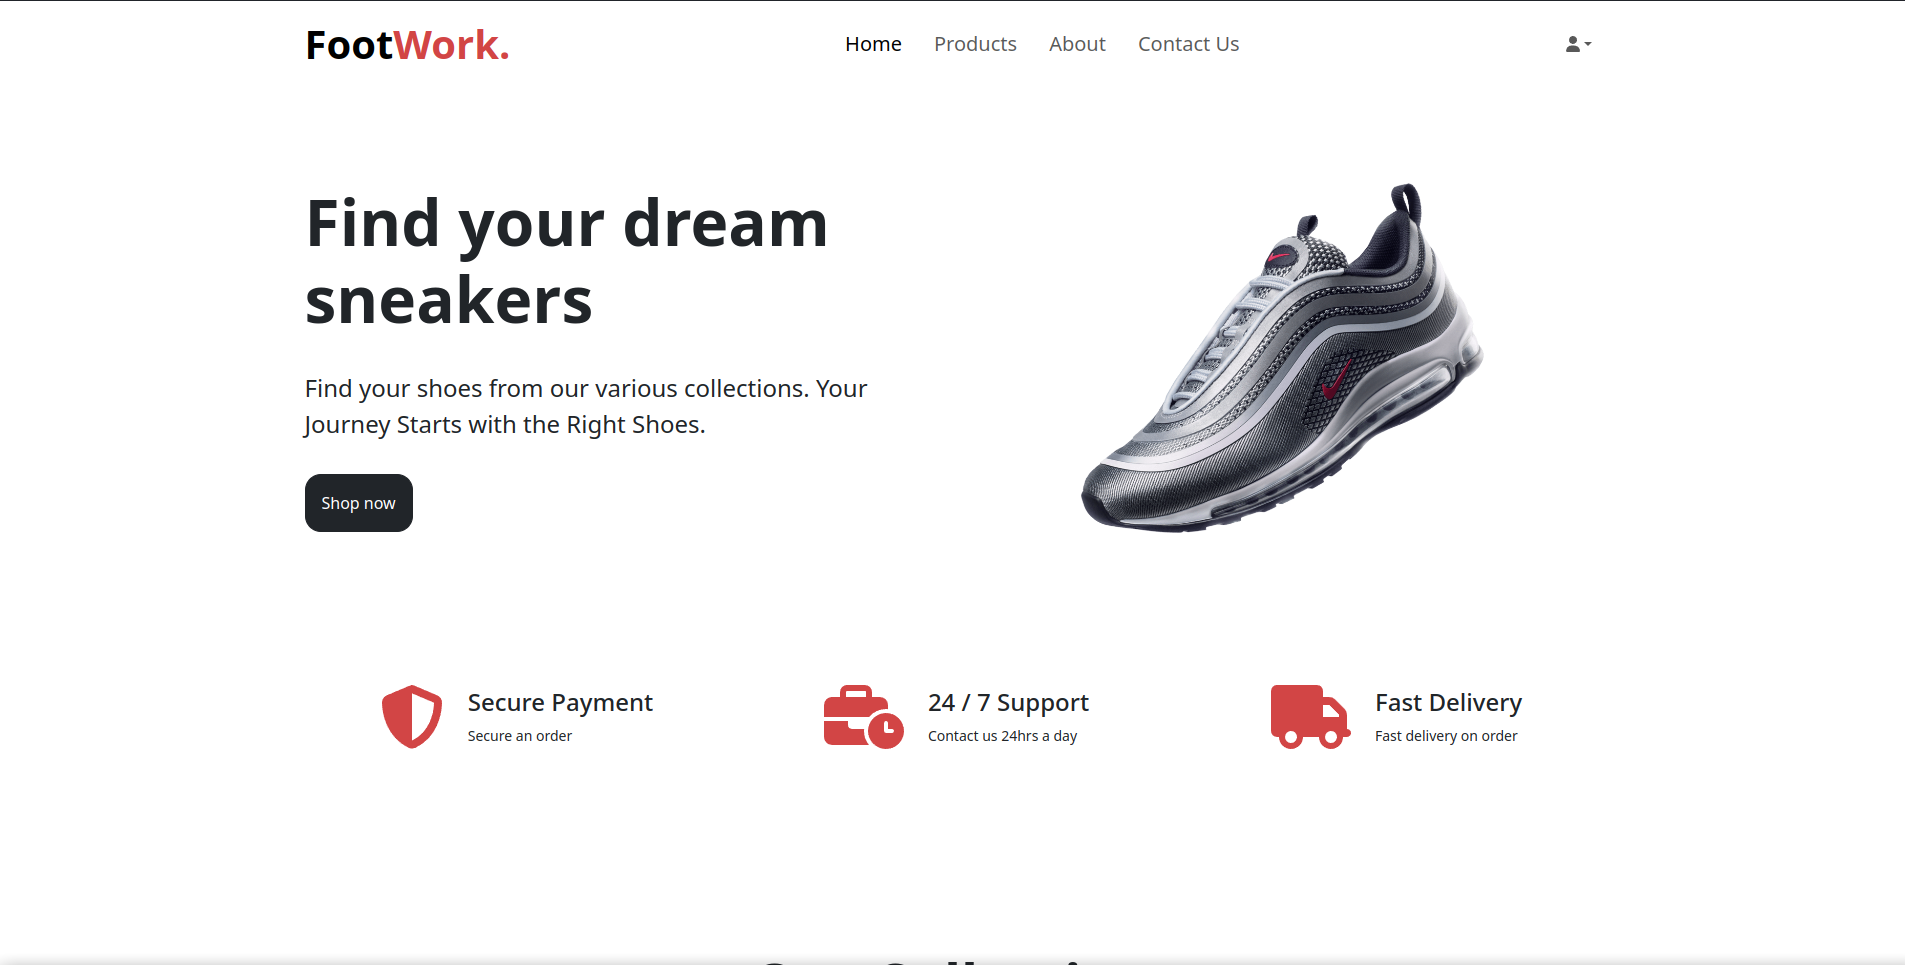 FootWork.
Home Products About Contact Us
Find your dream
sneakers
Find your shoes from our various collections. Your
Journey Starts with the Right Shoes.
Shop now
Secure Payment
Secure an order
24 / 7 Support
Contact us 24hrs a day
Fast Delivery
Fast delivery on order